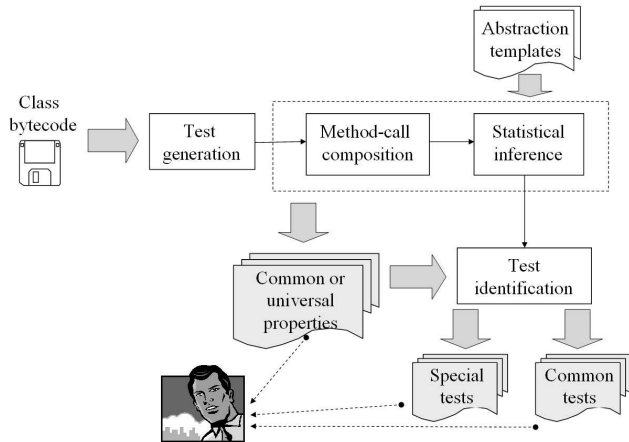 Abstraction
templates
Class
bytecode
Test
generation
Method-call
composition
Statistical
inference
Common or
universal
properties
Test
identification
Special
tests
Common
tests